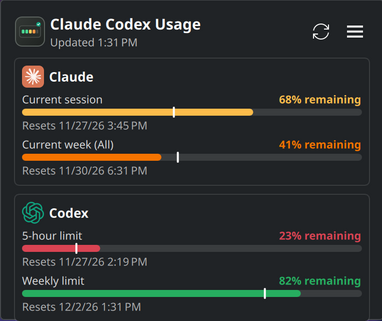 Claude Codex Usage
Updated 1:31 PM
Claude
Current session 68% remaining
Resets 11/27/26 3:45 PM
Current week (All) 41% remaining
Resets 11/30/26 6:31 PM
Codex
5-hour limit 23% remaining
Resets 11/27/26 2:19 PM
Weekly limit 82% remaining
Resets 12/2/26 1:31 PM